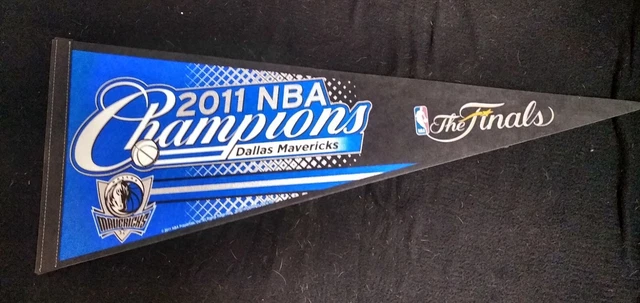 2011 NBA
Champions
Dallas Mavericks
The Finals
MAVERICKS